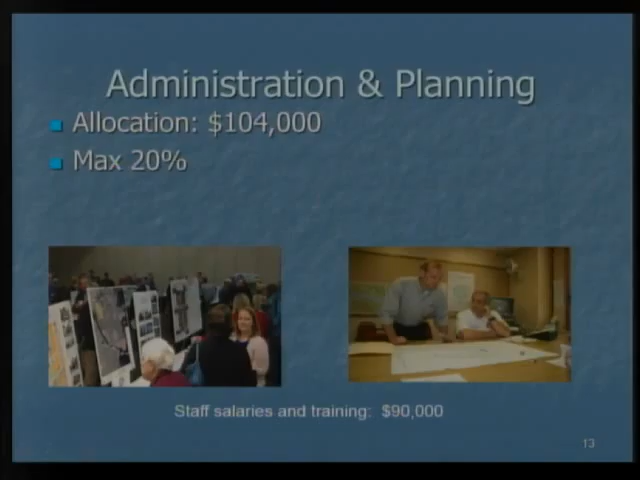 Administration & Planning
Allocation: $104,000
Max 20%
Staff salaries and training: $90,000
13